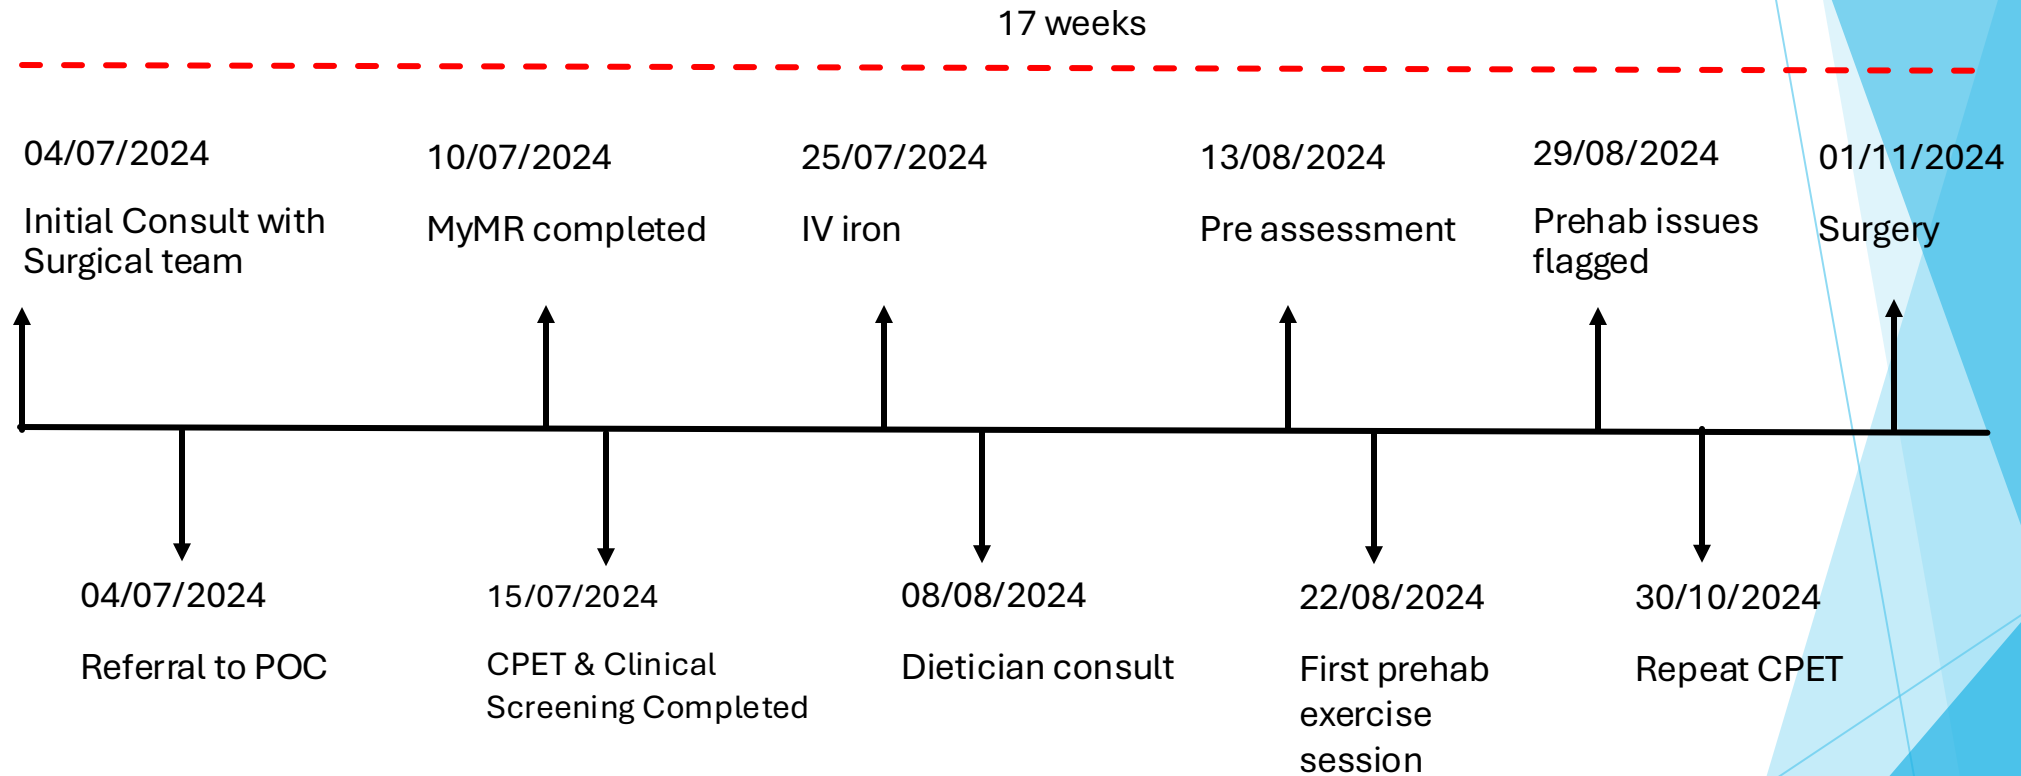 17 weeks
04/07/2024
Initial Consult with
Surgical team
10/07/2024
MyMR completed
25/07/2024
IV iron
13/08/2024
Pre assessment
29/08/2024
Prehab issues
flagged
01/11/2024
Surgery
04/07/2024
Referral to POC
15/07/2024
CPET & Clinical
Screening Completed
08/08/2024
Dietician consult
22/08/2024
First prehab
exercise
session
30/10/2024
Repeat CPET